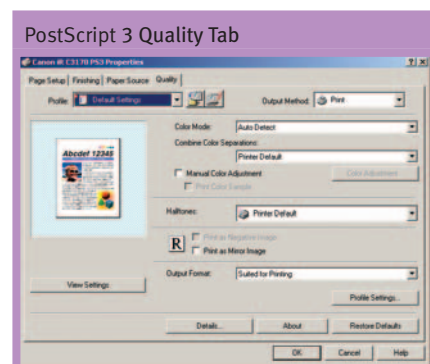 PostScript 3 Quality Tab
Canon iR C3170 PS3 Properties
Page Setup Finishing Paper Source Quality
Profile: Default Settings Output Method: Print
Abcdef 12345
Color Mode: Auto Detect
Combine Color Separations:
Printer Default
Manual Color Adjustment Color Adjustment
Print Color Sample
Halftones: Printer Default
R Print as Negative Image
Print as Mirror Image
Output Format: Suited for Printing
View Settings
Profile Settings...
Details... About Restore Defaults
OK Cancel Help